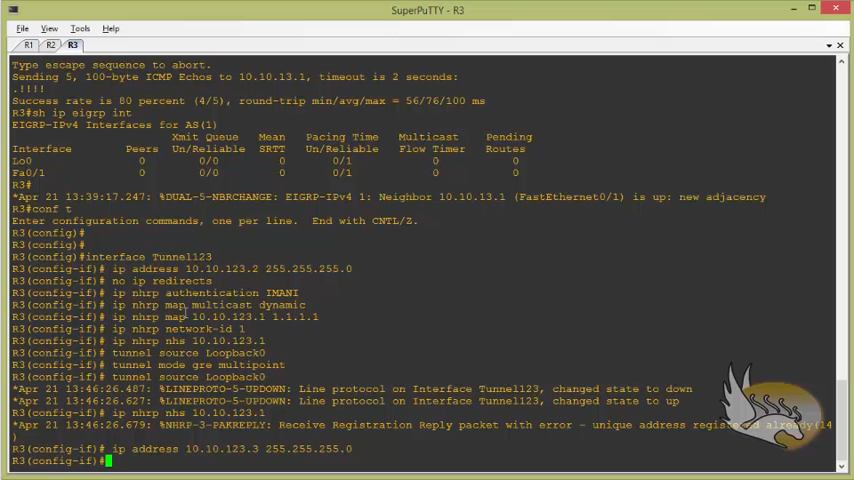 SuperPuTTY - R3
File View Tools Help
R1 R2 R3
Type escape sequence to abort.
Sending 5, 100-byte ICMP Echos to 10.10.13.1, timeout is 2 seconds:
.!!!!
Success rate is 80 percent (4/5), round-trip min/avg/max = 56/76/100 ms
R3#sh ip eigrp int
EIGRP-IPv4 Interfaces for AS(1)
Xmit Queue Mean Pacing Time Multicast Pending
Interface Peers Un/Reliable SRTT Un/Reliable Flow Timer Routes
Lo0 0 0/0 0 0/1 0 0
Fa0/1 0 0/0 0 0/1 0 0
R3#
*Apr 21 13:39:17.247: %DUAL-5-NBRCHANGE: EIGRP-IPv4 1: Neighbor 10.10.13.1 (FastEthernet0/1) is up: new adjacency
R3#conf t
Enter configuration commands, one per line. End with CNTL/Z.
R3(config)#
R3(config)#
R3(config)#interface Tunnel123
R3(config-if)# ip address 10.10.123.2 255.255.255.0
R3(config-if)# no ip redirects
R3(config-if)# ip nhrp authentication IMANI
R3(config-if)# ip nhrp map multicast dynamic
R3(config-if)# ip nhrp map 10.10.123.1 1.1.1.1
R3(config-if)# ip nhrp network-id 1
R3(config-if)# ip nhrp nhs 10.10.123.1
R3(config-if)# tunnel source Loopback0
R3(config-if)# tunnel mode gre multipoint
R3(config-if)# tunnel source Loopback0
*Apr 21 13:46:26.487: %LINEPROTO-5-UPDOWN: Line protocol on Interface Tunnel123, changed state to down
*Apr 21 13:46:26.627: %LINEPROTO-5-UPDOWN: Line protocol on Interface Tunnel123, changed state to up
R3(config-if)# ip nhrp nhs 10.10.123.1
*Apr 21 13:46:26.679: %NHRP-3-PAKREPLY: Receive Registration Reply packet with error - unique address registered already(14
)
R3(config-if)# ip address 10.10.123.3 255.255.255.0
R3(config-if)#